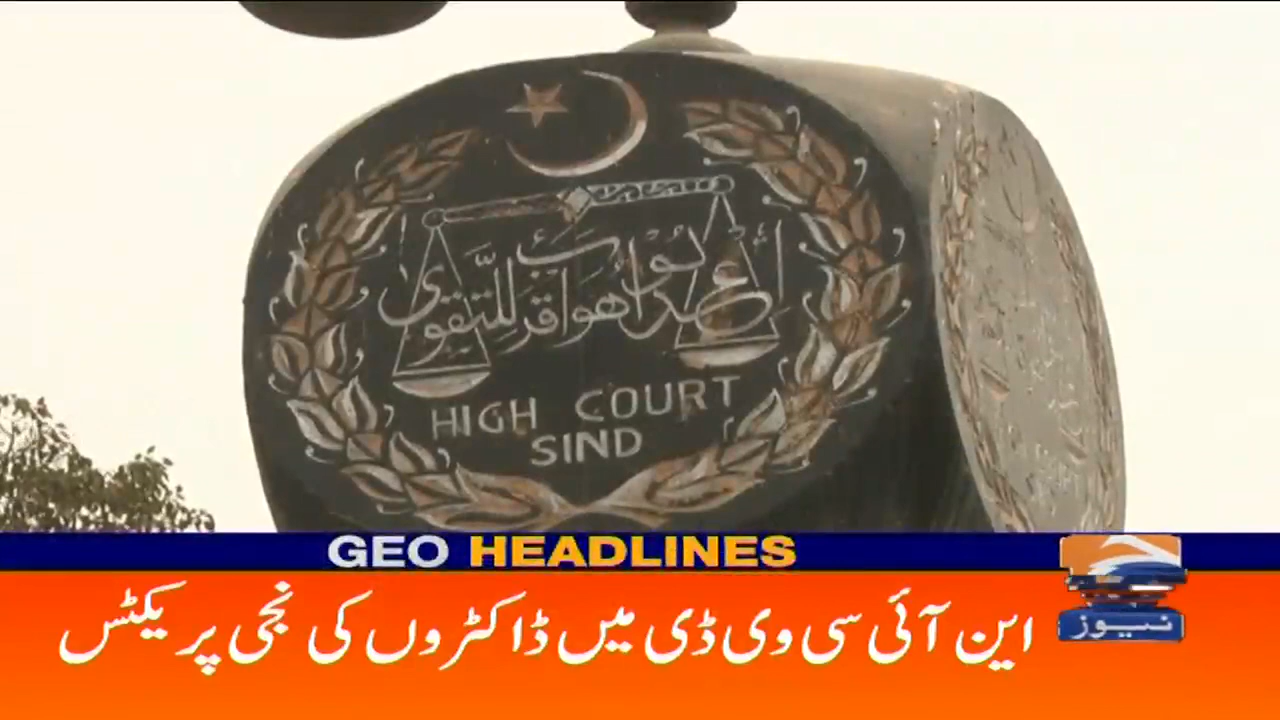 اعدلوا هو اقرب للتقوى
HIGH COURT
SIND
GEO HEADLINES
این آئی سی وی ڈی میں ڈاکٹروں کی نجی پریکٹس
نیوز